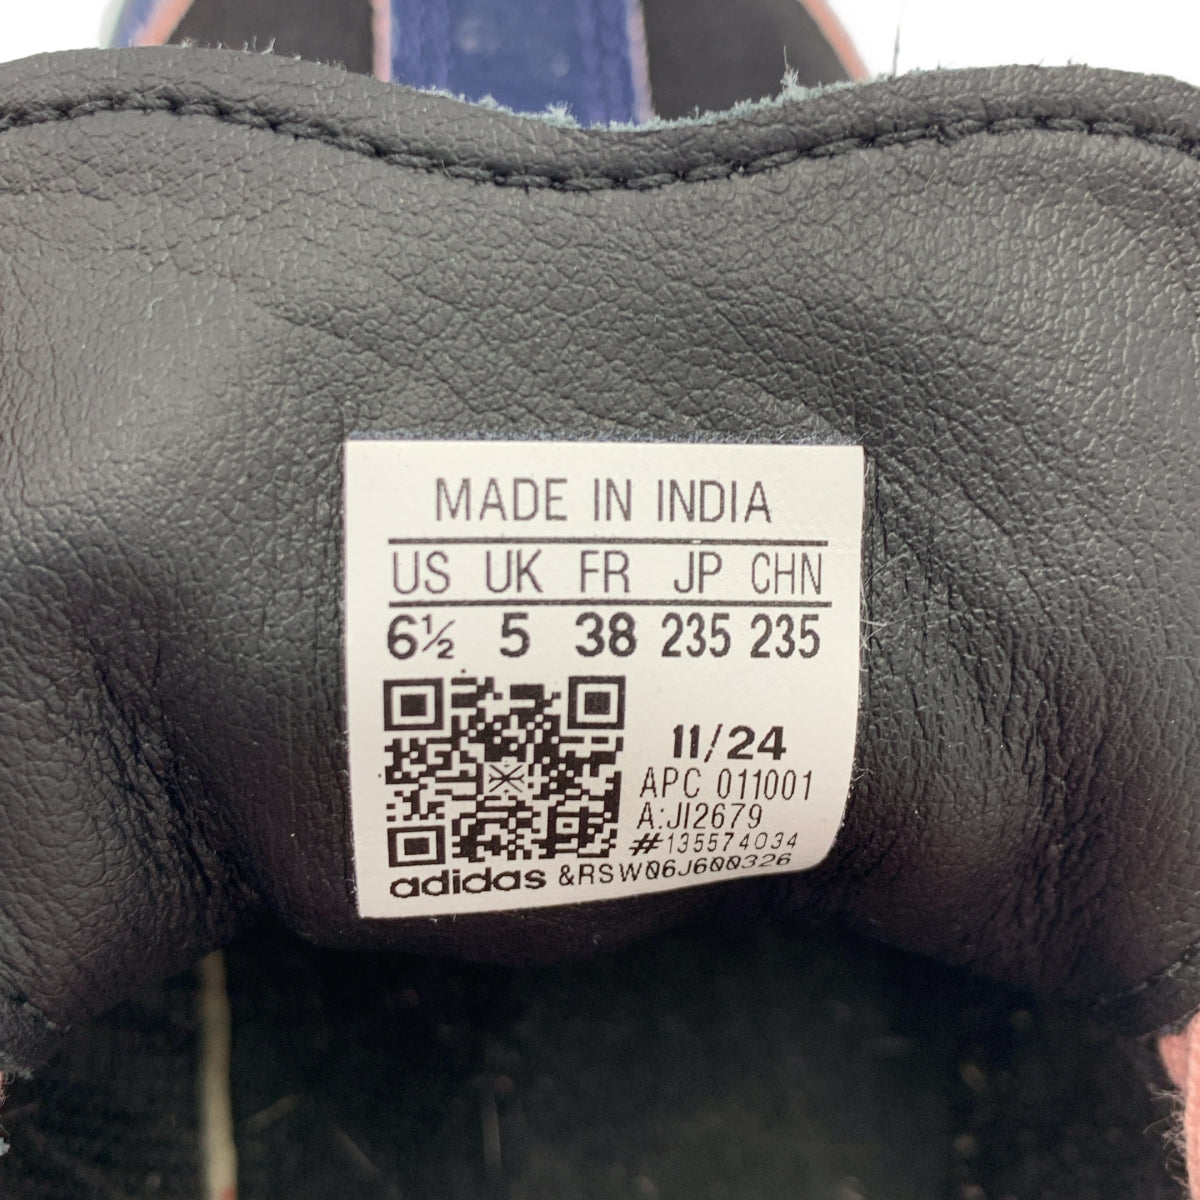 MADE IN INDIA
US UK FR JP CHN
6½ 5 38 235 235
11/24
APC 011001
A:JI2679
#135574034
adidas &RSW06J600326